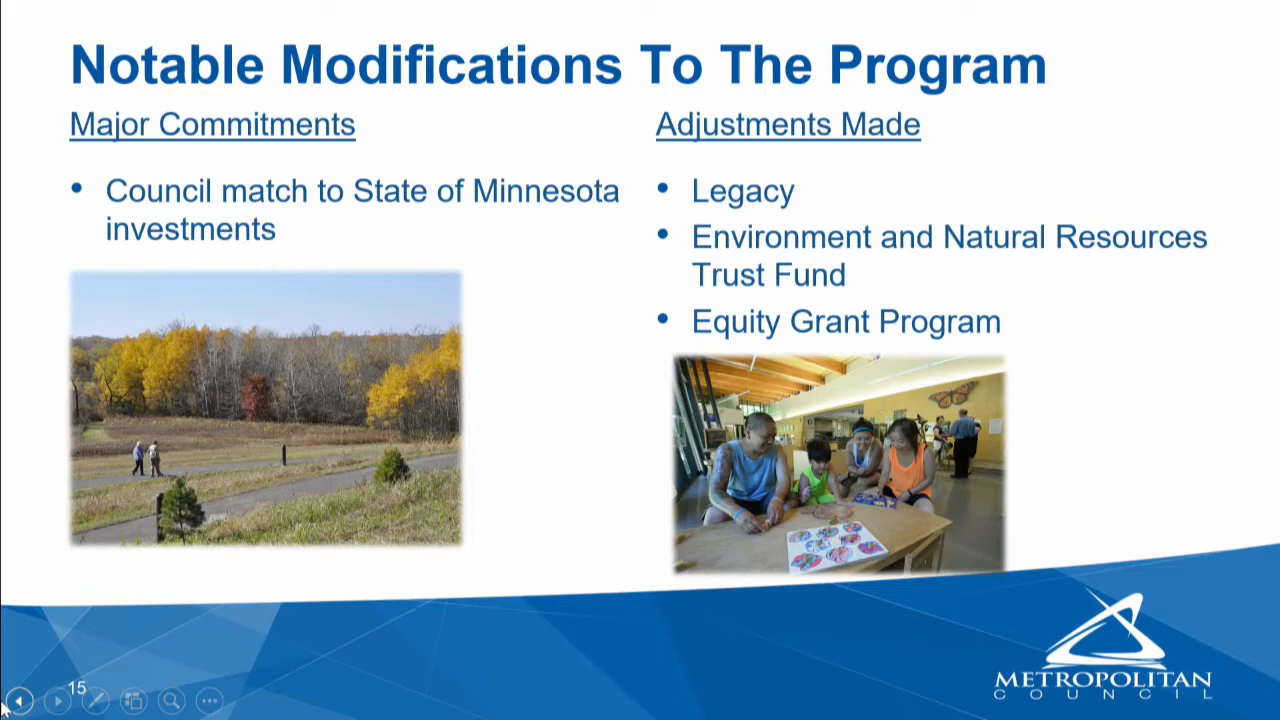 Notable Modifications To The Program
Major Commitments
• Council match to State of Minnesota
investments
Adjustments Made
• Legacy
• Environment and Natural Resources
Trust Fund
• Equity Grant Program
15
METROPOLITAN
COUNCIL